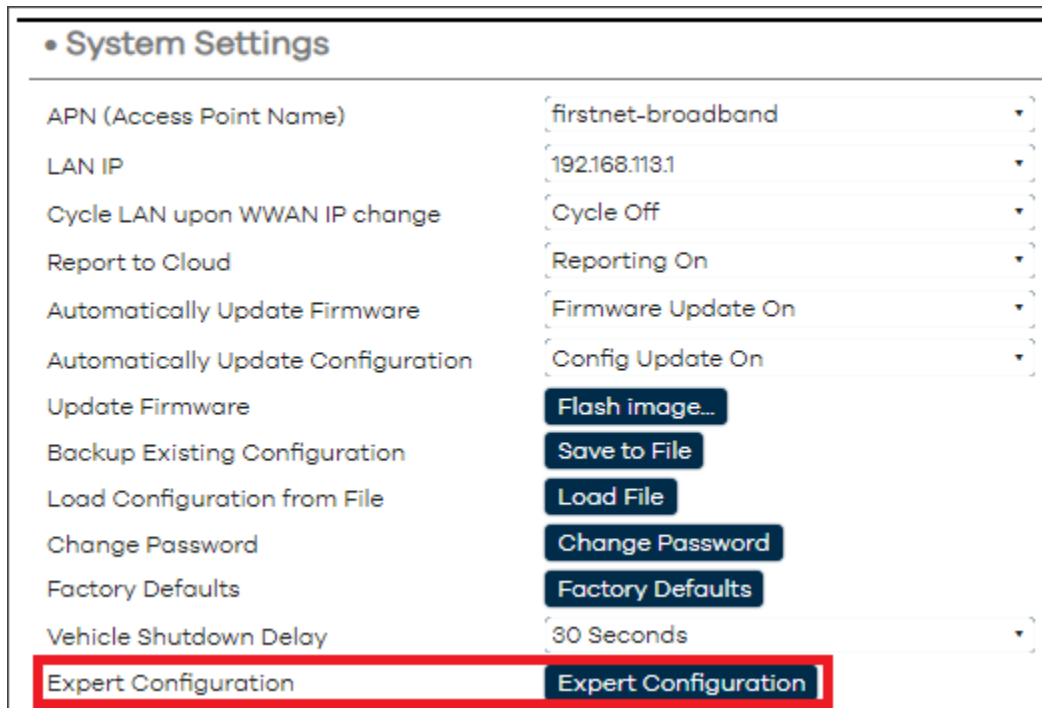 • System Settings
APN (Access Point Name) firstnet-broadband
LAN IP 192.168.113.1
Cycle LAN upon WWAN IP change Cycle Off
Report to Cloud Reporting On
Automatically Update Firmware Firmware Update On
Automatically Update Configuration Config Update On
Update Firmware Flash image...
Backup Existing Configuration Save to File
Load Configuration from File Load File
Change Password Change Password
Factory Defaults Factory Defaults
Vehicle Shutdown Delay 30 Seconds
Expert Configuration Expert Configuration